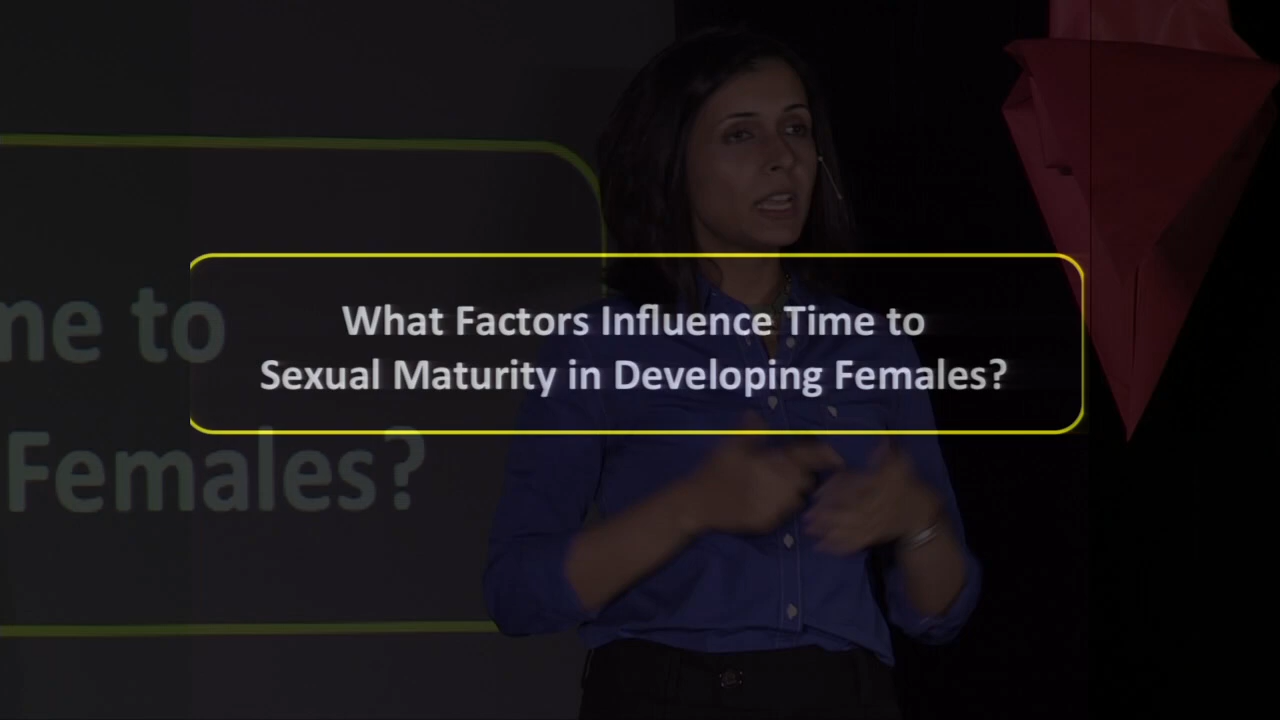 me to
Females?
What Factors Influence Time to
Sexual Maturity in Developing Females?